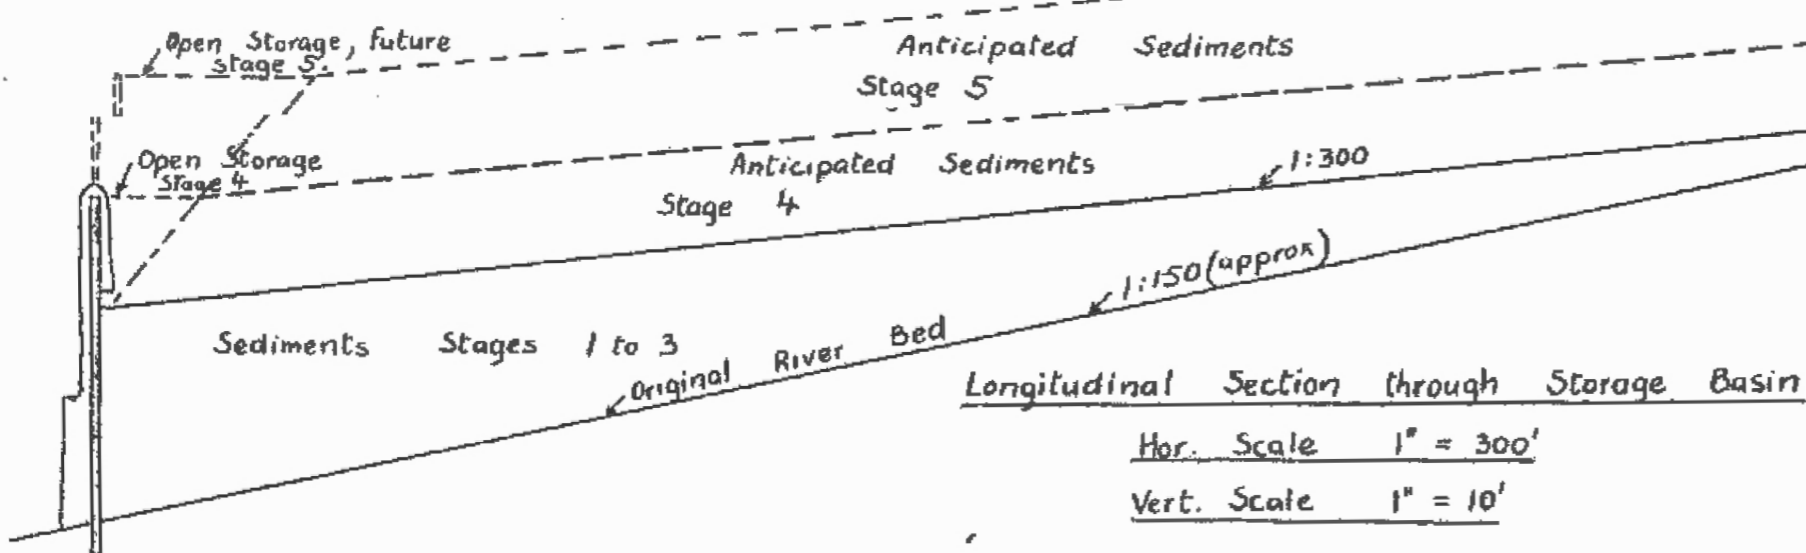 Open Storage, future
stage 5.
Anticipated Sediments
Stage 5
Open Storage
Stage 4
Anticipated Sediments
Stage 4
1:300
1:150 (approx)
Sediments Stages 1 to 3
Original River Bed
Longitudinal Section through Storage Basin
Hor. Scale 1" = 300'
Vert. Scale 1" = 10'